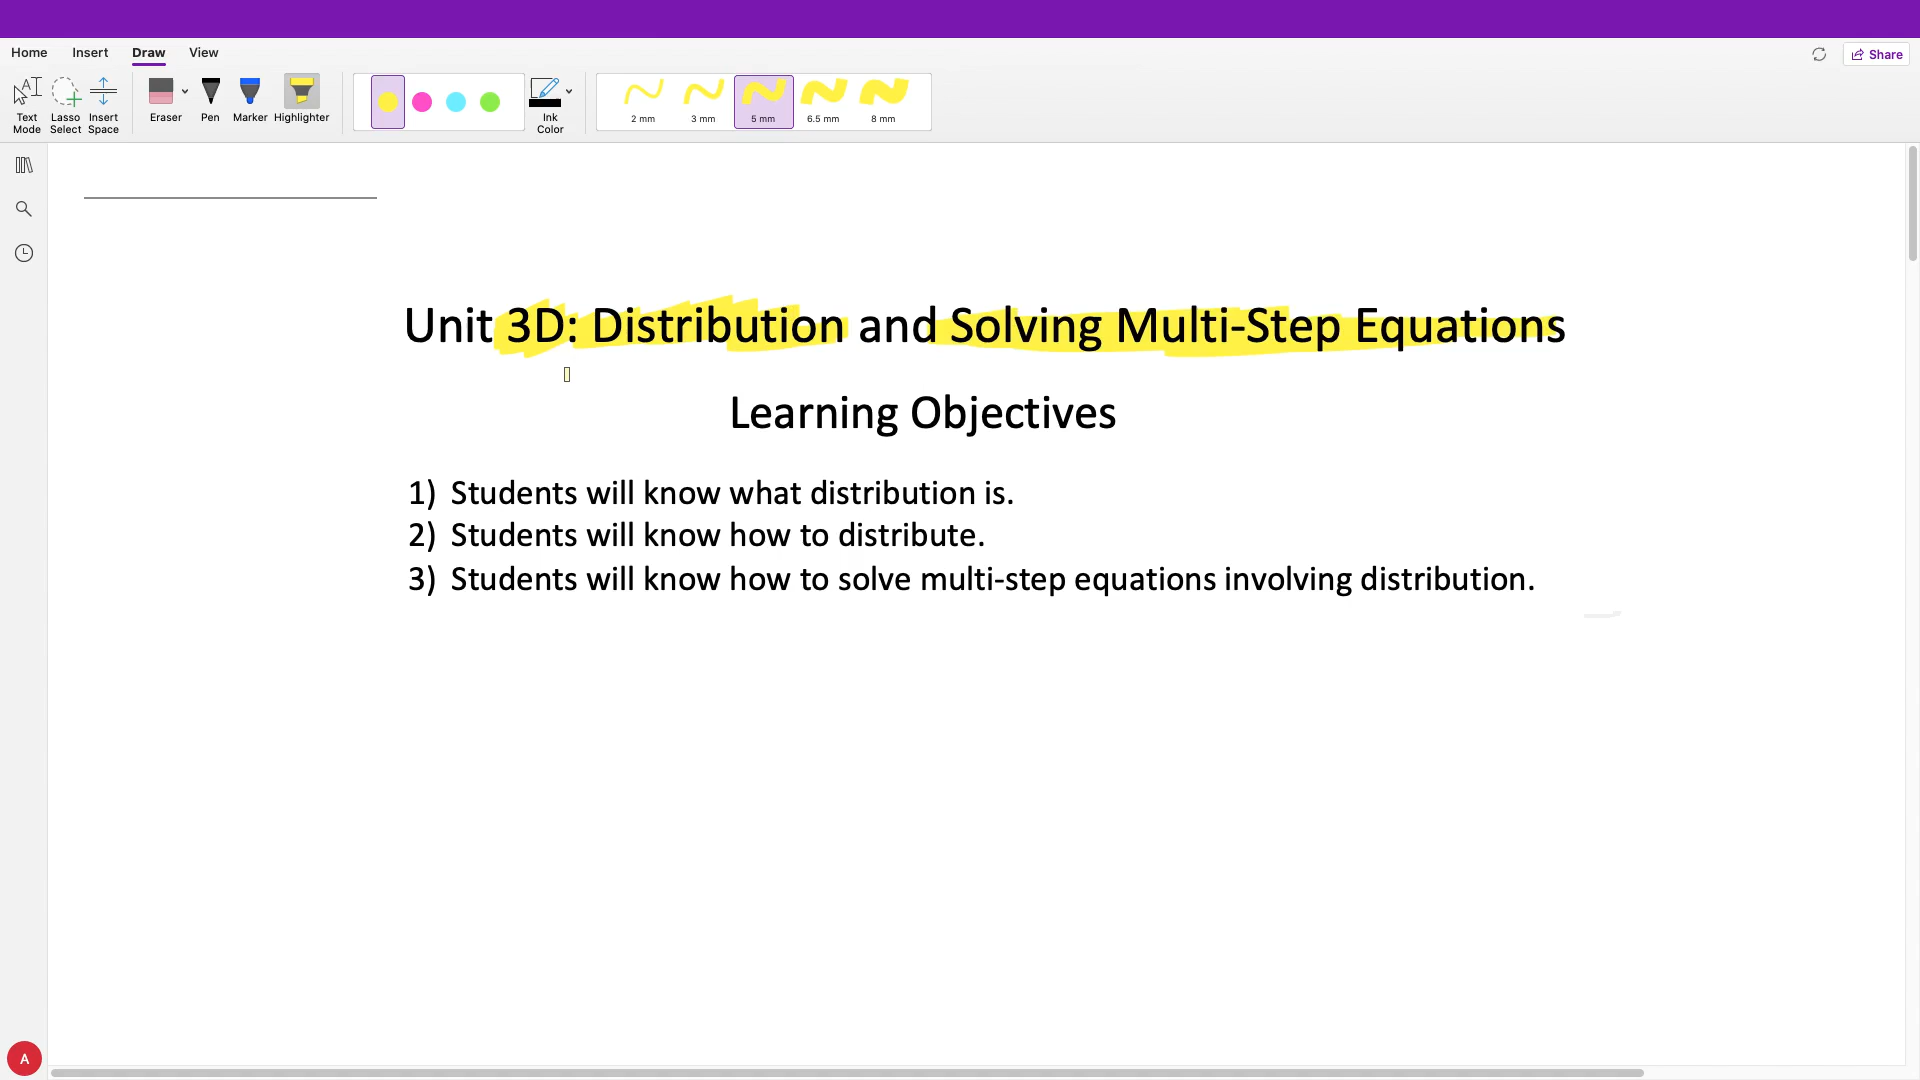 Home Insert Draw View
Share
Text Mode
Lasso Select
Insert Space
Eraser
Pen
Marker
Highlighter
Ink Color
2 mm
3 mm
5 mm
6.5 mm
8 mm
Unit 3D: Distribution and Solving Multi-Step Equations
Learning Objectives
1) Students will know what distribution is.
2) Students will know how to distribute.
3) Students will know how to solve multi-step equations involving distribution.
A